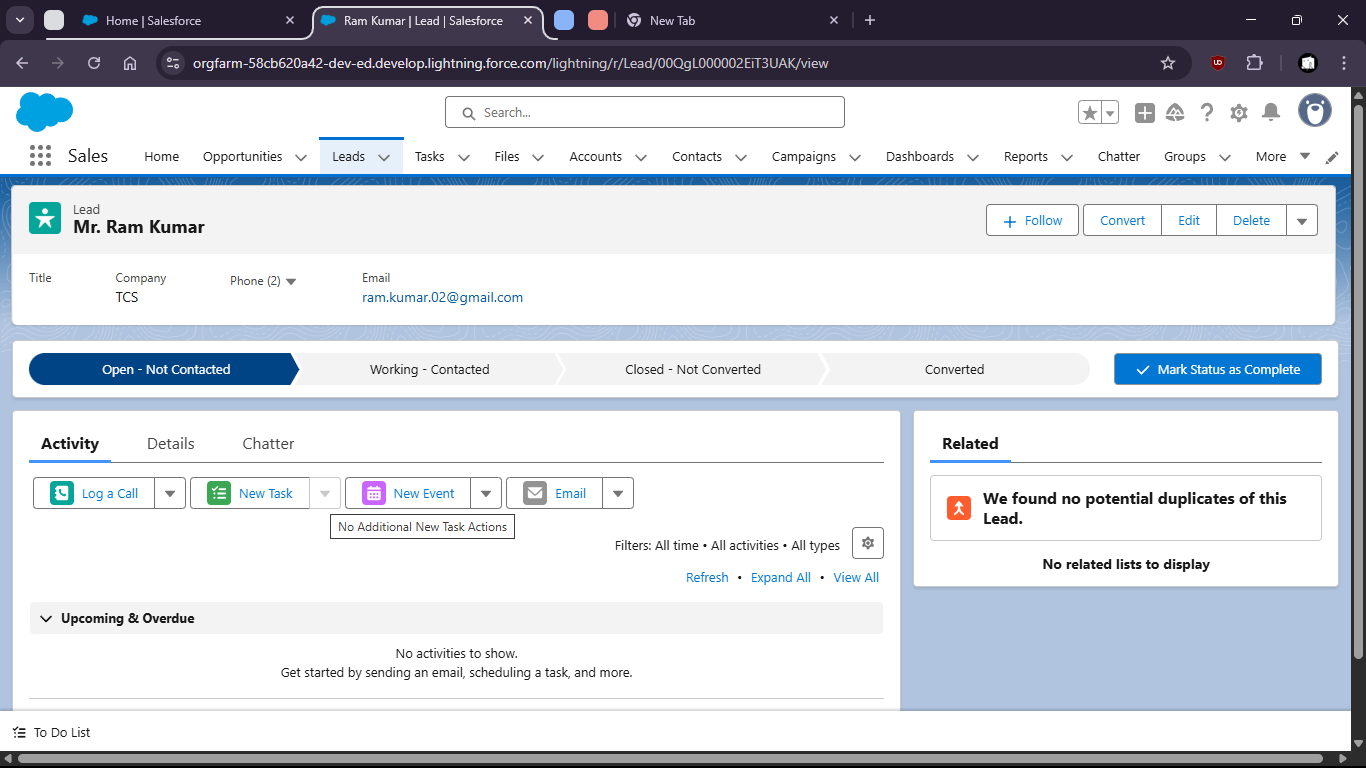 Home | Salesforce
Ram Kumar | Lead | Salesforce
New Tab
orgfarm-58cb620a42-dev-ed.develop.lightning.force.com/lightning/r/Lead/00QgL000002EiT3UAK/view
Search...
Sales
Home
Opportunities
Leads
Tasks
Files
Accounts
Contacts
Campaigns
Dashboards
Reports
Chatter
Groups
More
Lead
Mr. Ram Kumar
Follow
Convert
Edit
Delete
Title
Company
Phone (2)
Email
TCS
ram.kumar.02@gmail.com
Open - Not Contacted
Working - Contacted
Closed - Not Converted
Converted
Mark Status as Complete
Activity
Details
Chatter
Related
Log a Call
New Task
New Event
Email
No Additional New Task Actions
We found no potential duplicates of this
Lead.
Filters: All time • All activities • All types
No related lists to display
Refresh • Expand All • View All
Upcoming & Overdue
No activities to show.
Get started by sending an email, scheduling a task, and more.
To Do List